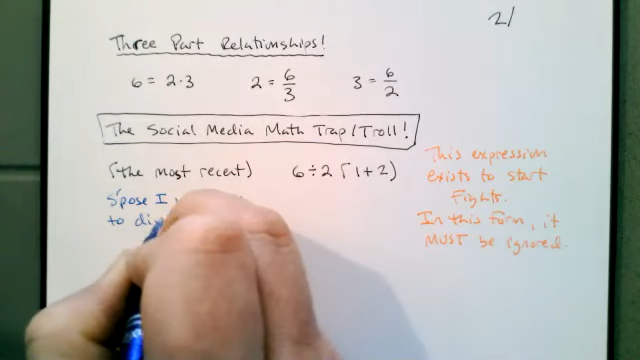 2/
Three Part Relationships!
6 = 2·3 2 = 6/3 3 = 6/2
The Social Media Math Trap/Troll!
(the most recent) 6÷2(1+2)
This expression
exists to start
Fights.
In this form, it
MUST be ignored.
S'pose I
to di